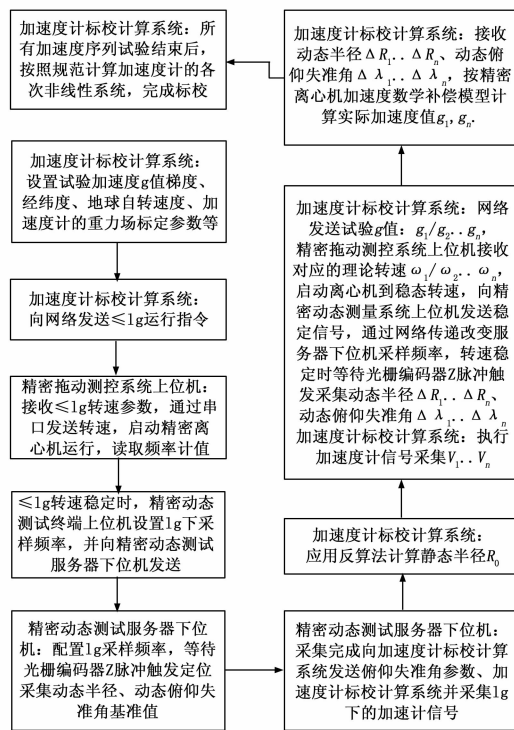 加速度计标校计算系统：所
有加速度序列试验结束后，
按照规范计算加速度计的各
次非线性系统，完成标校
加速度计标校计算系统：
设置试验加速度g值梯度、
经纬度、地球自转速度、加
速度计的重力场标定参数等
加速度计标校计算系统：
向网络发送≤1g运行指令
精密拖动测控系统上位机：
接收≤1g转速参数，通过串
口发送转速，启动精密离
心机运行，读取频率计值
≤1g转速稳定时，精密动态
测试终端上位机设置1g下采
样频率，并向精密动态测试
服务器下位机发送
精密动态测试服务器下位
机：配置1g采样频率，等待
光栅编码器Z脉冲触发定位
采集动态半径、动态俯仰失
准角基准值
精密动态测试服务器下位机：
采集完成向加速度计标校计算
系统发送俯仰失准角参数、加
速度计标校计算系统并采集1g
下的加速计信号
加速度计标校计算系统：
应用反算法计算静态半径R₀
加速度计标校计算系统：网络
发送试验g值：g₁/g₂..gₙ，
精密拖动测控系统上位机接收
对应的理论转速ω₁/ω₂..ωₙ，
启动离心机到稳态转速，向精
密动态测量系统上位机发送稳
定信号，通过网络传递改变服
务器下位机采样频率，转速稳
定时等待光栅编码器Z脉冲触
发采集动态半径ΔR₁..ΔRₙ、
动态俯仰失准角Δλ₁..Δλₙ
加速度计标校计算系统：执行
加速度计信号采集V₁..Vₙ
加速度计标校计算系统：接收
动态半径ΔR₁..ΔRₙ、动态俯
仰失准角Δλ₁..Δλₙ，按精密
离心机加速度数学补偿模型计
算实际加速度值g₁,gₙ.